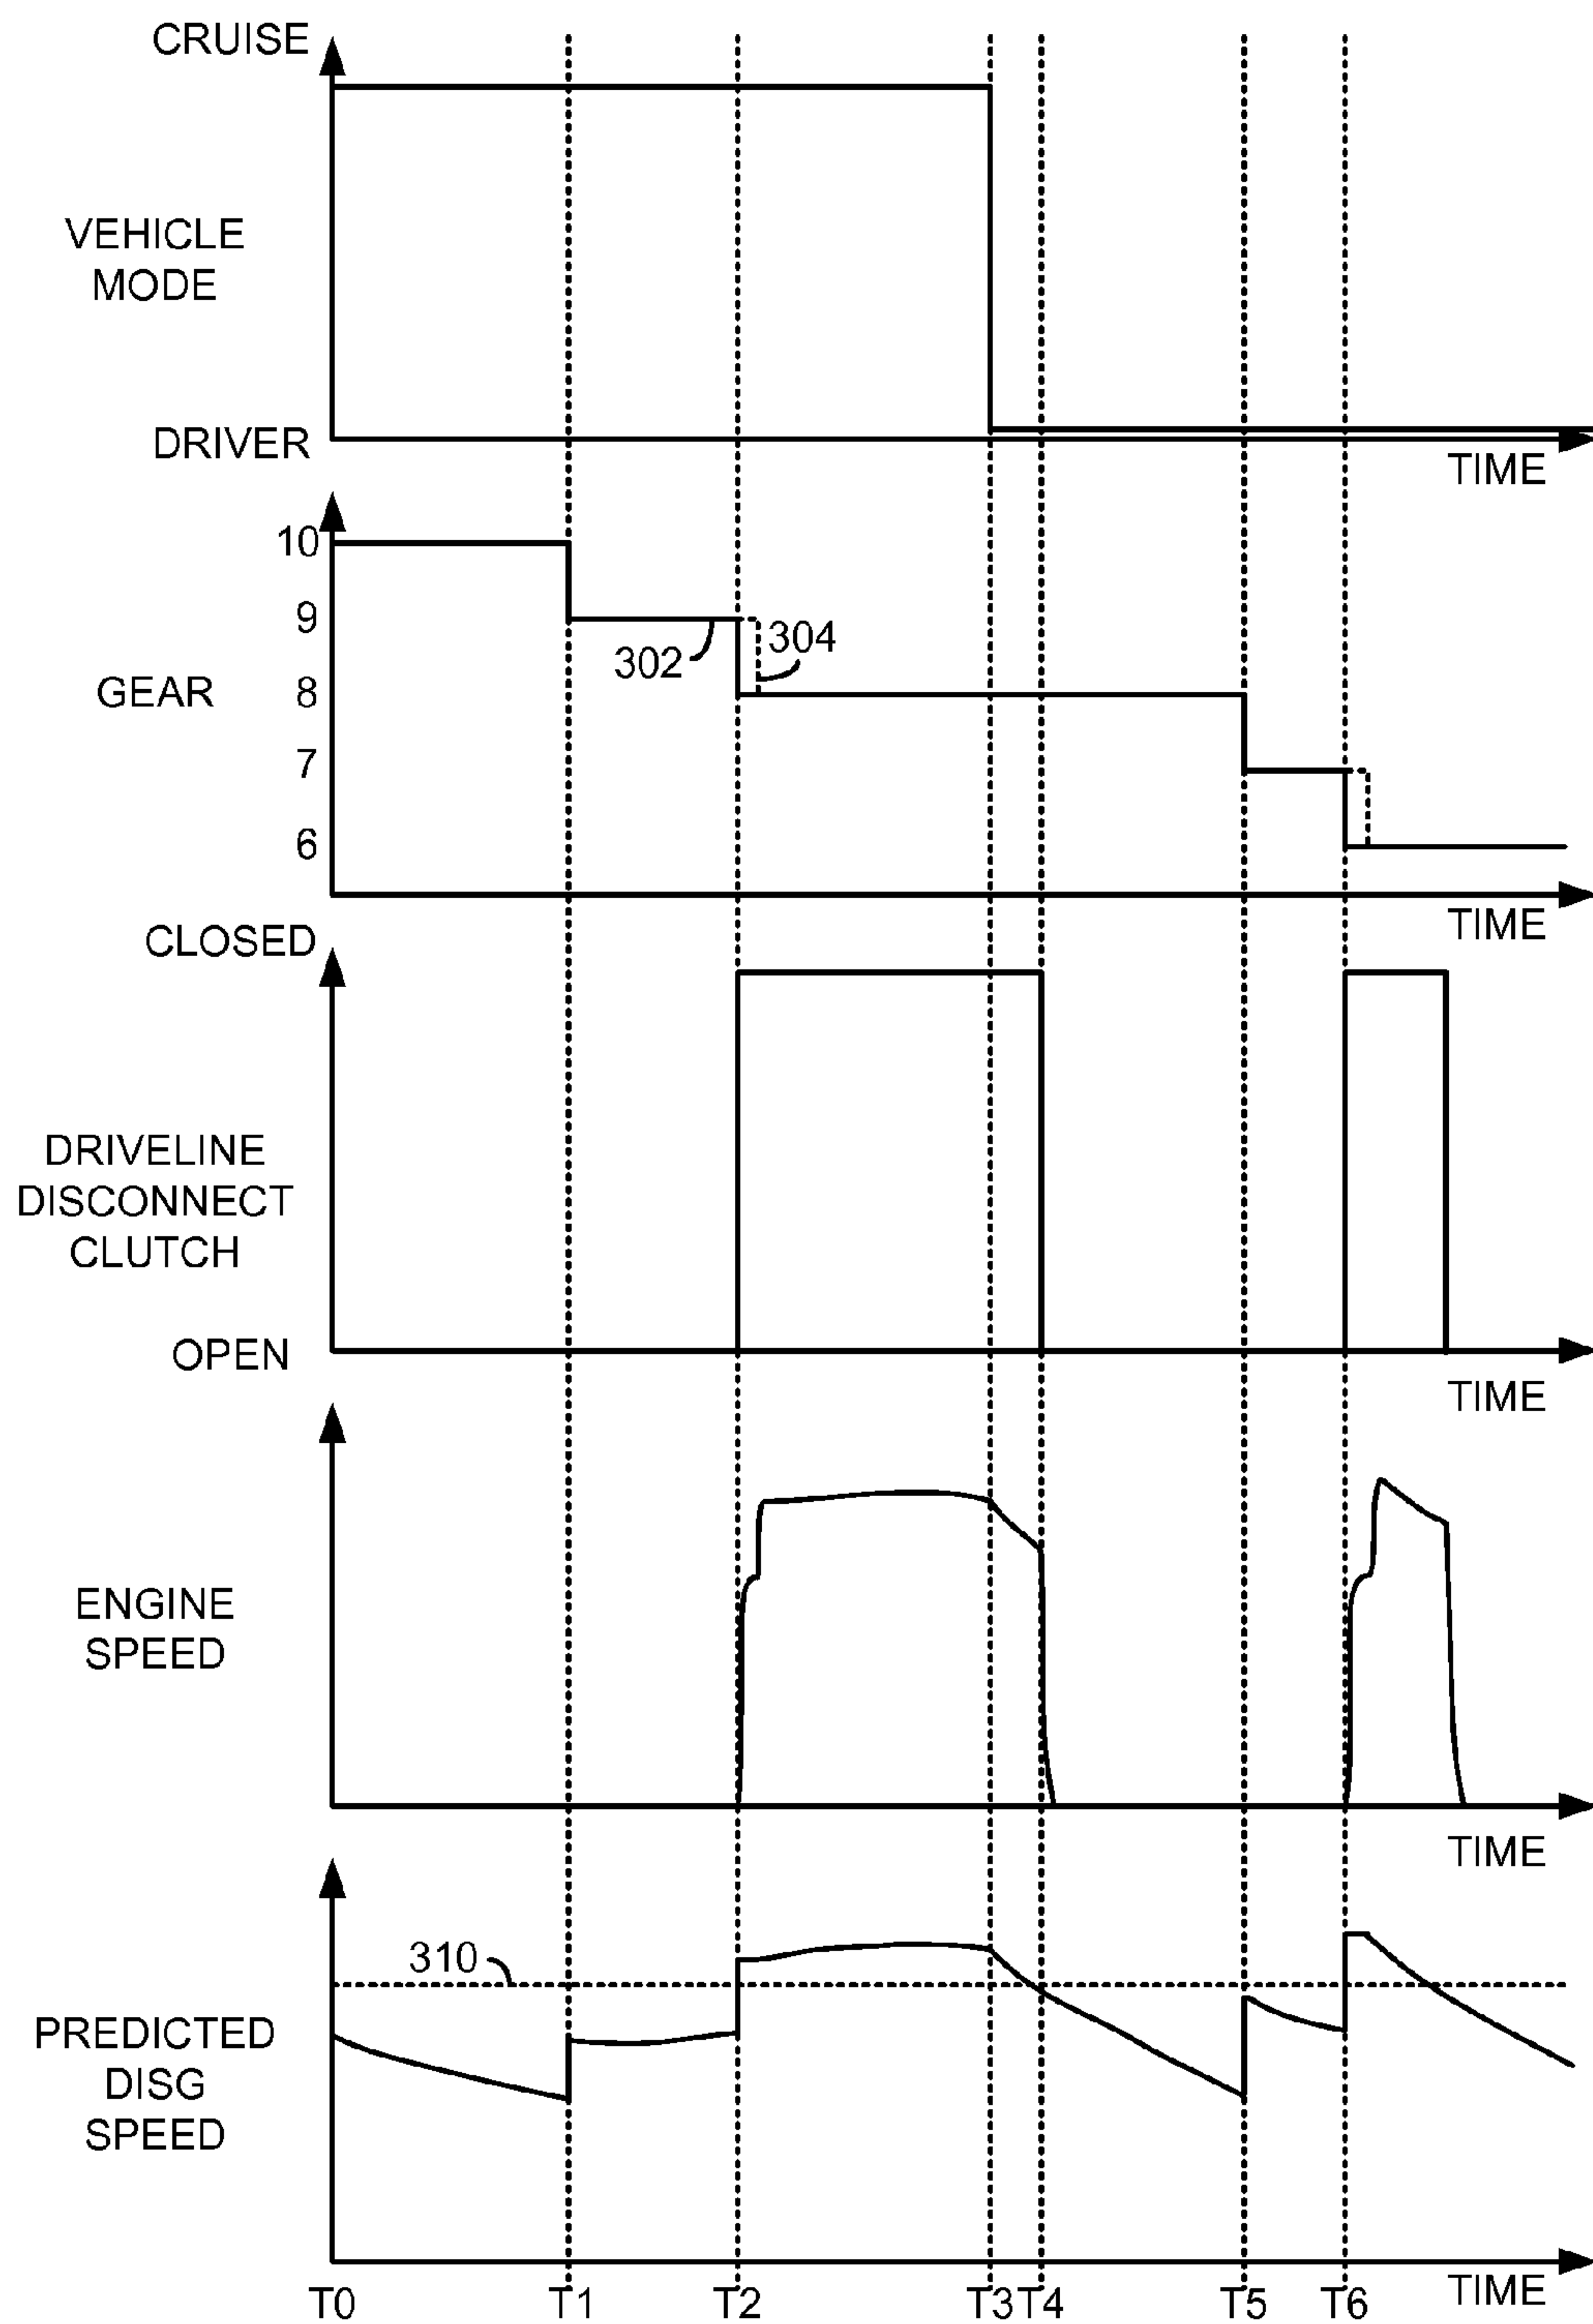 CRUISE
VEHICLE
MODE
DRIVER
TIME
10
9
302
304
GEAR
8
7
6
TIME
CLOSED
DRIVELINE
DISCONNECT
CLUTCH
OPEN
TIME
ENGINE
SPEED
TIME
310
PREDICTED
DISG
SPEED
T0 T1 T2 T3 T4 T5 T6 TIME